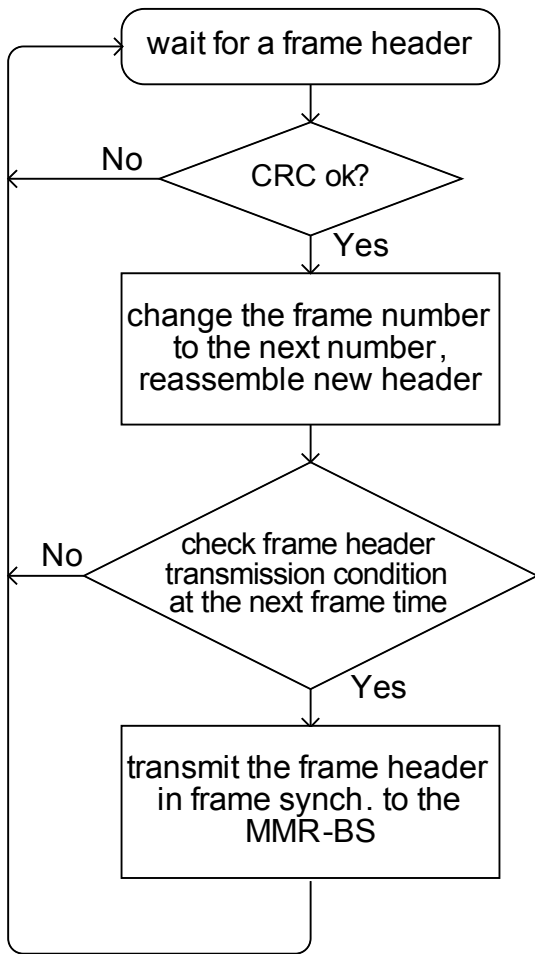 wait for a frame header
No
CRC ok?
Yes
change the frame number
to the next number,
reassemble new header
No
check frame header
transmission condition
at the next frame time
Yes
transmit the frame header
in frame synch. to the
MMR-BS